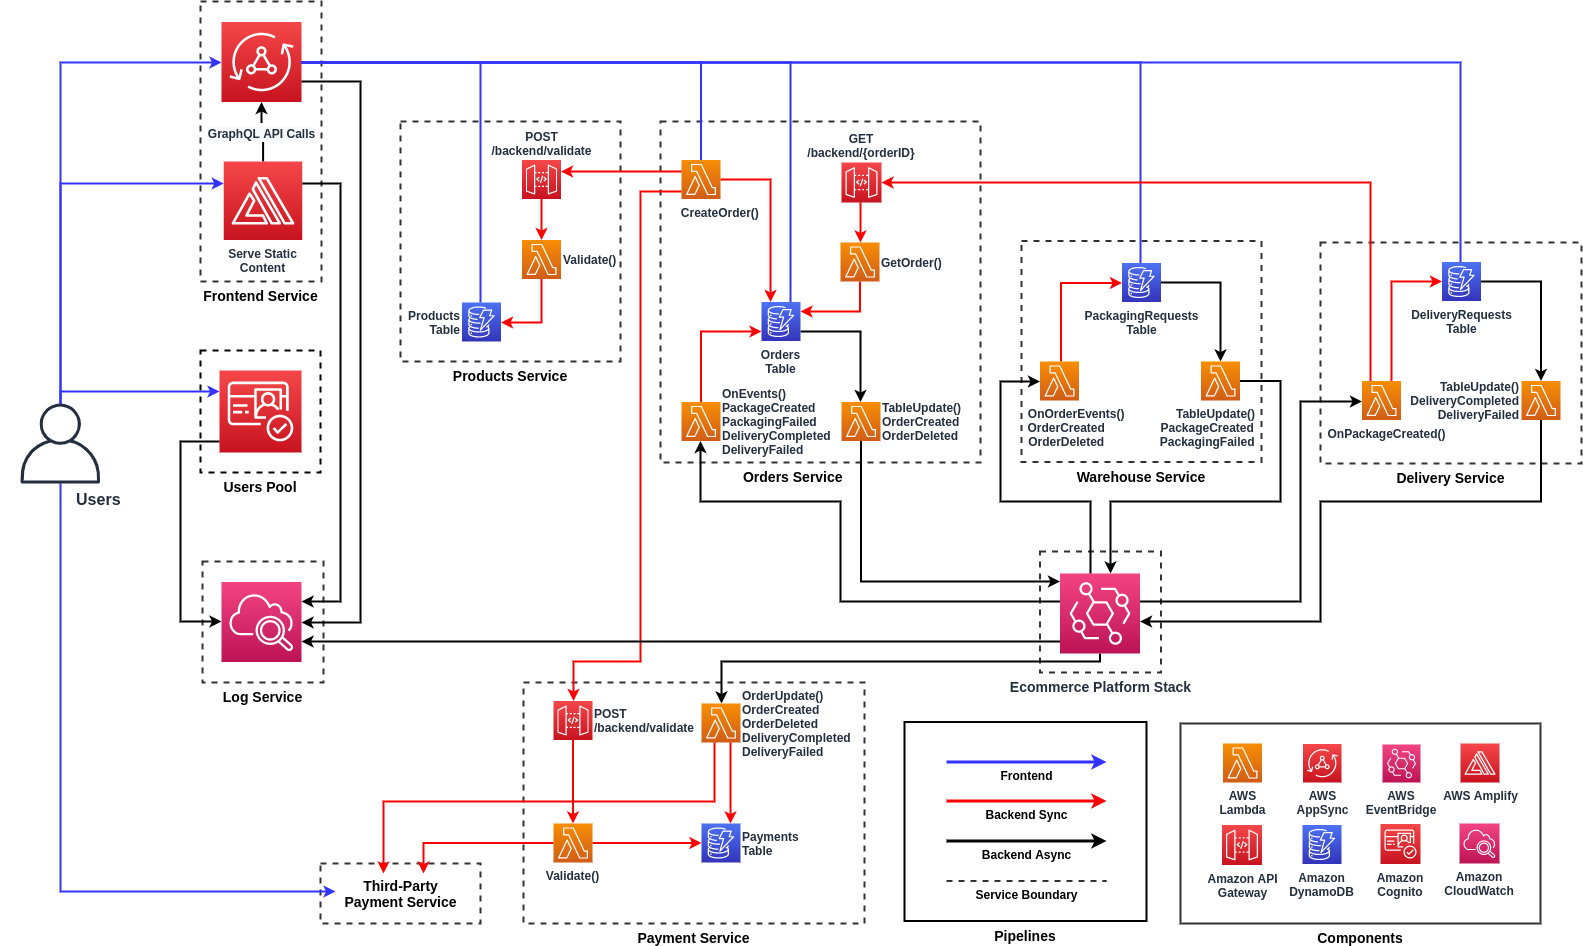 GraphQL API Calls
Serve Static
Content
Frontend Service
Users Pool
Users
Log Service
POST
/backend/validate
Validate()
Products
Table
Products Service
CreateOrder()
GET
/backend/{orderID}
GetOrder()
Orders
Table
OnEvents()
PackageCreated
PackagingFailed
DeliveryCompleted
DeliveryFailed
TableUpdate()
OrderCreated
OrderDeleted
Orders Service
PackagingRequests
Table
OnOrderEvents()
OrderCreated
OrderDeleted
TableUpdate()
PackageCreated
PackagingFailed
Warehouse Service
DeliveryRequests
Table
TableUpdate()
DeliveryCompleted
DeliveryFailed
OnPackageCreated()
Delivery Service
Ecommerce Platform Stack
POST
/backend/validate
OrderUpdate()
OrderCreated
OrderDeleted
DeliveryCompleted
DeliveryFailed
Payments
Table
Validate()
Third-Party
Payment Service
Payment Service
Frontend
Backend Sync
Backend Async
Service Boundary
Pipelines
AWS
Lambda
AWS
AppSync
AWS
EventBridge
AWS Amplify
Amazon API
Gateway
Amazon
DynamoDB
Amazon
Cognito
Amazon
CloudWatch
Components